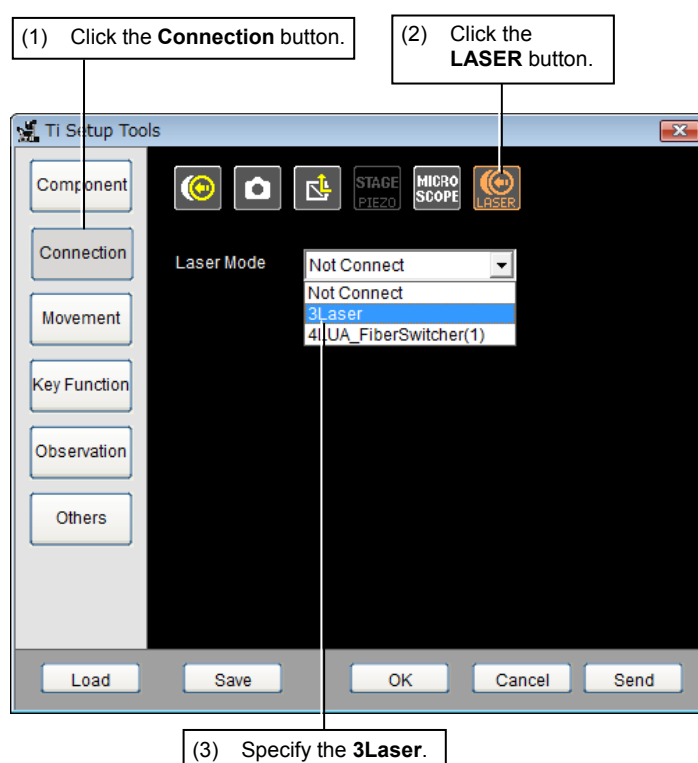 (1) Click the Connection button.
(2) Click the
LASER button.
Ti Setup Tools
Component
STAGE
PIEZO
MICRO
SCOPE
LASER
Connection
Laser Mode
Not Connect
Not Connect
3Laser
4LUA_FiberSwitcher(1)
Movement
Key Function
Observation
Others
Load
Save
OK
Cancel
Send
(3) Specify the 3Laser.